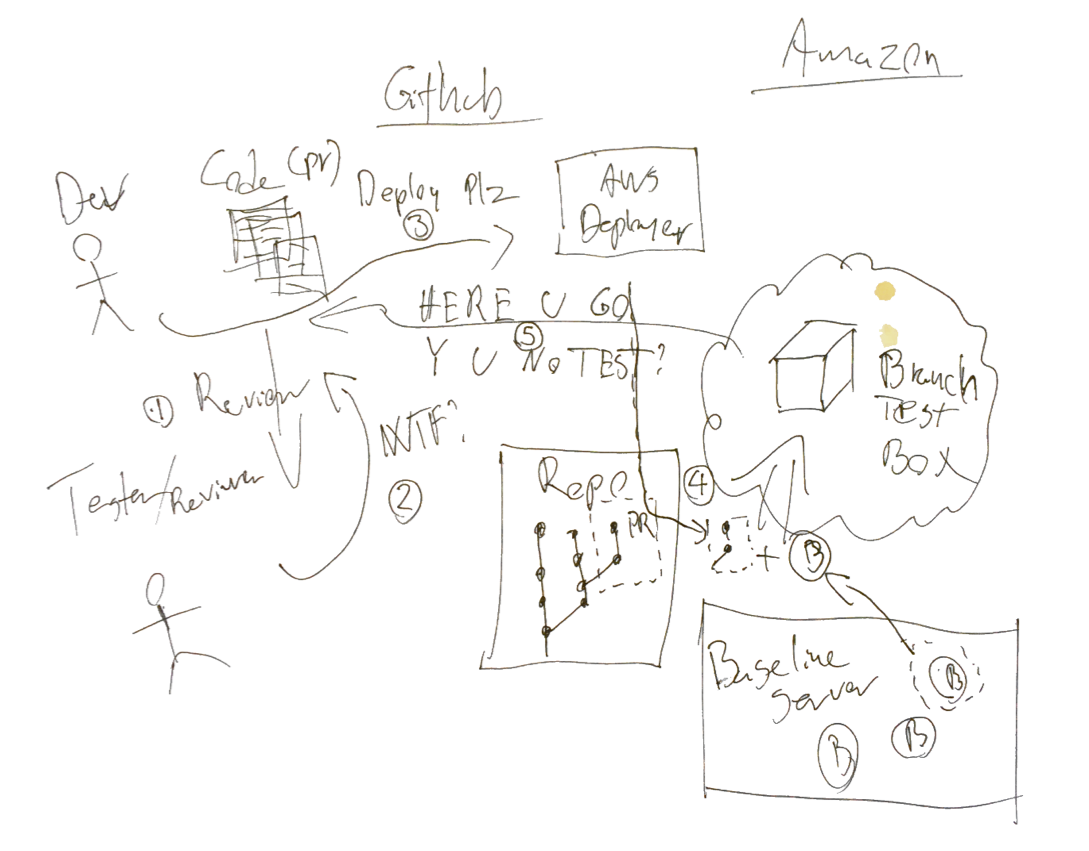 Amazon
Github
Dev
Code (pr)
Deploy Plz
③
AWS
Deployer
HERE U GO
⑤
Y U No TEST?
① Review
WTF?
②
Tester/
Reviewer
Branch
TEST
BOX
Repo
PR
④
+
B
Baseline
Server
B
B
B